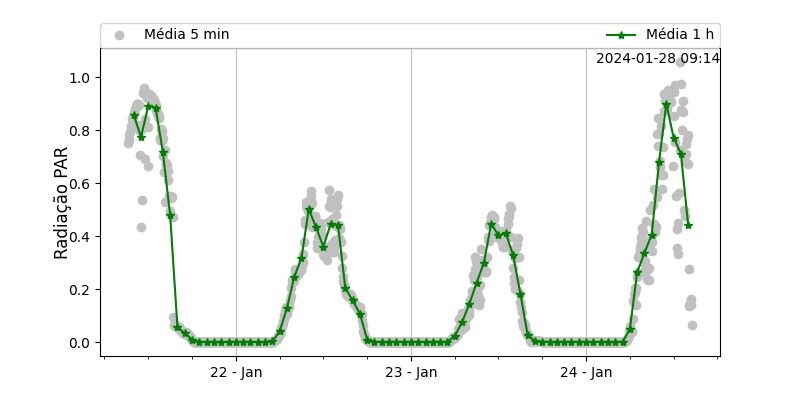 Média 5 min
Média 1 h
2024-01-28 09:14
Radiação PAR
1.0
0.8
0.6
0.4
0.2
0.0
22 - Jan
23 - Jan
24 - Jan